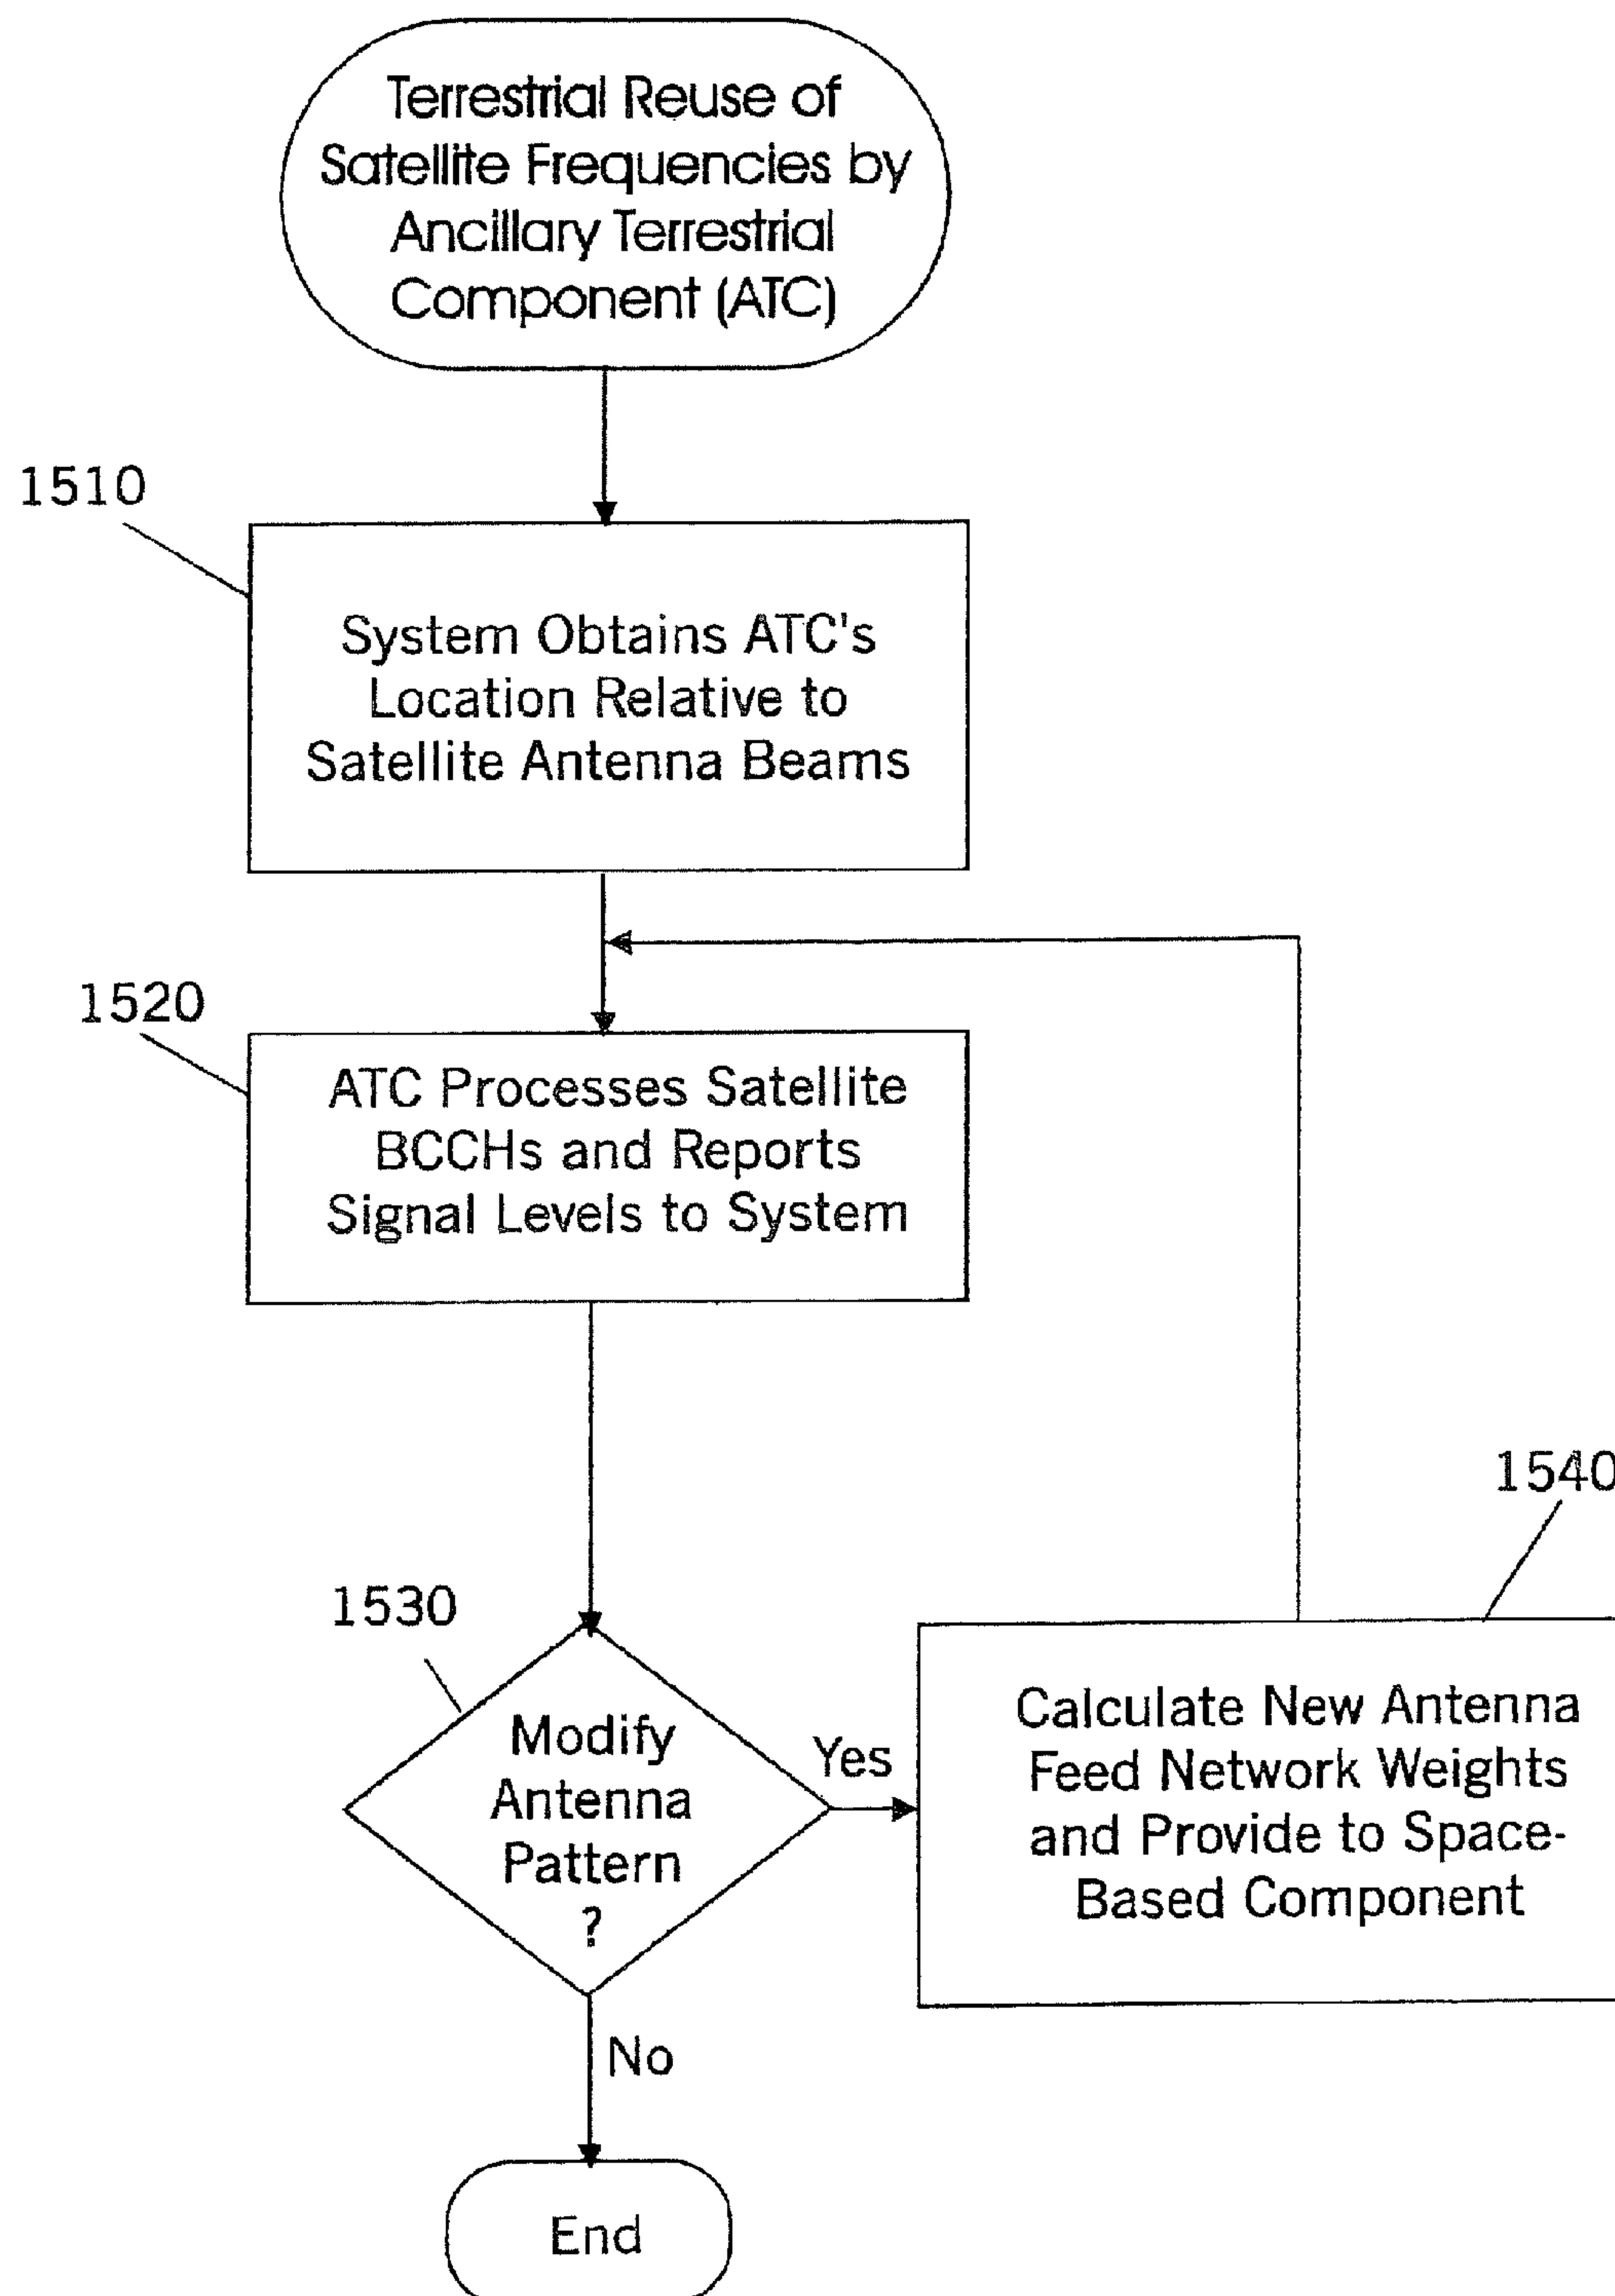 Terrestrial Reuse of
Satellite Frequencies by
Ancillary Terrestrial
Component (ATC)
1510
System Obtains ATC's
Location Relative to
Satellite Antenna Beams
1520
ATC Processes Satellite
BCCHs and Reports
Signal Levels to System
1530
Modify
Antenna
Pattern
?
Yes
1540
Calculate New Antenna
Feed Network Weights
and Provide to Space-
Based Component
No
End